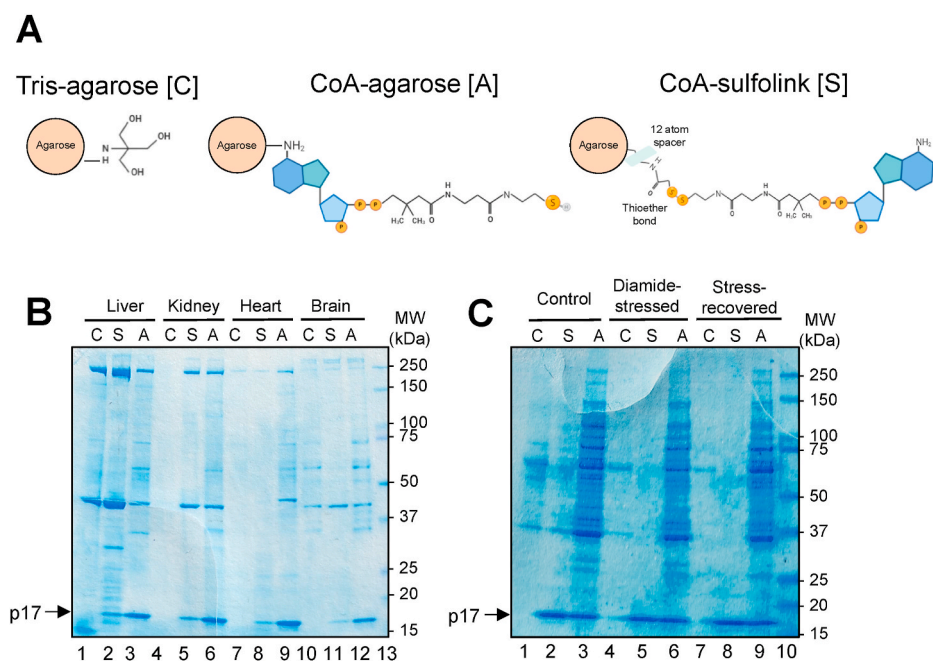 A
Tris-agarose [C]
CoA-agarose [A]
CoA-sulfolink [S]
Agarose
H
N
OH
OH
OH
Agarose
NH₂
P
P P
H₃C CH₃
O
H
N
O
N
S
H
Agarose
12 atom
spacer
H
N
O
S
S
Thioether
bond
N
O
H
N
O
H₃C CH₃
P P
P
NH₂
B
Liver Kidney Heart Brain
C S A C S A C S A C S A
MW
(kDa)
250
150
100
75
50
37
25
20
15
p17
1 2 3 4 5 6 7 8 9 10 11 12 13
C
Control
Diamide-
stressed
Stress-
recovered
C S A C S A C S A
MW
(kDa)
250
150
100
75
50
37
25
20
15
p17
1 2 3 4 5 6 7 8 9 10